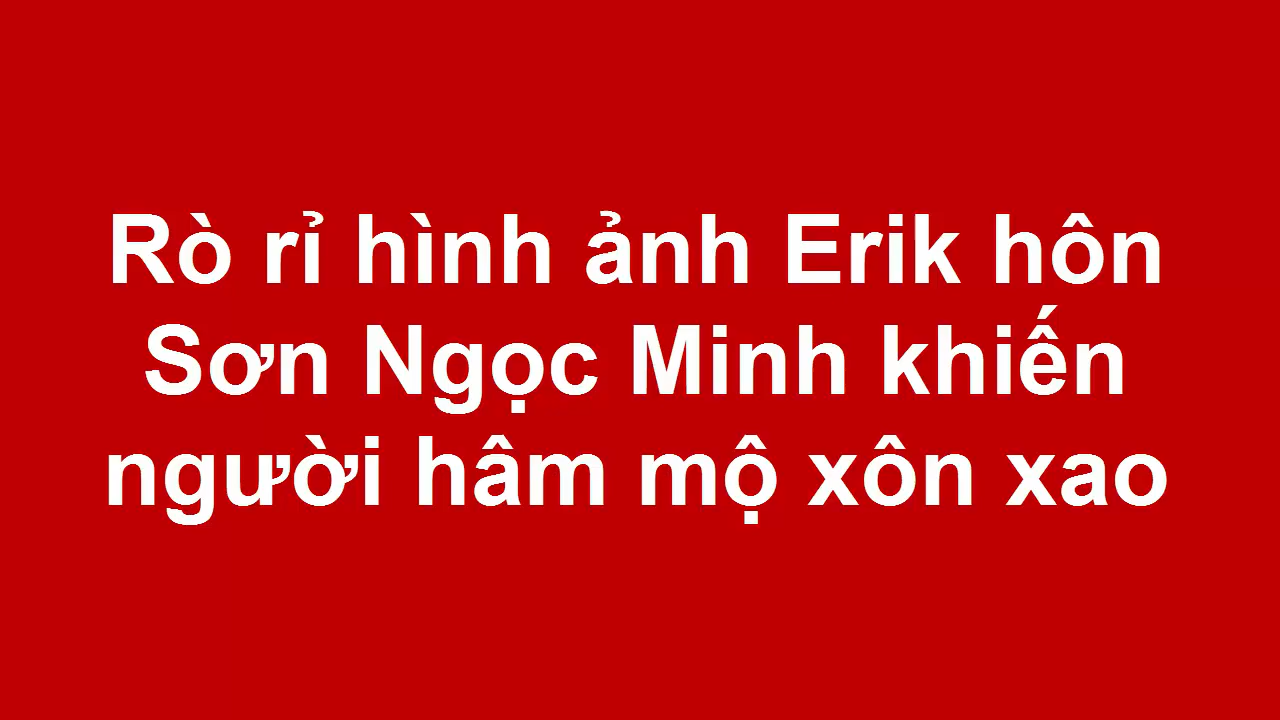 Rò rỉ hình ảnh Erik hôn
Sơn Ngọc Minh khiến
người hâm mộ xôn xao